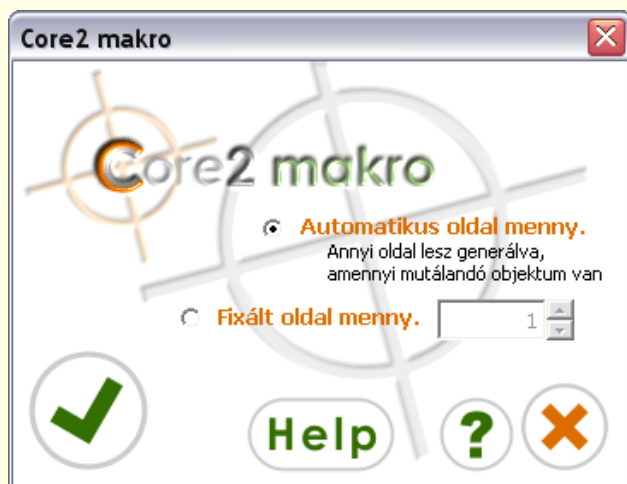 Core2 makro
Core2 makro
Automatikus oldal menny.
Annyi oldal lesz generálva,
amennyi mutálandó objektum van
Fixált oldal menny. 1
Help ?